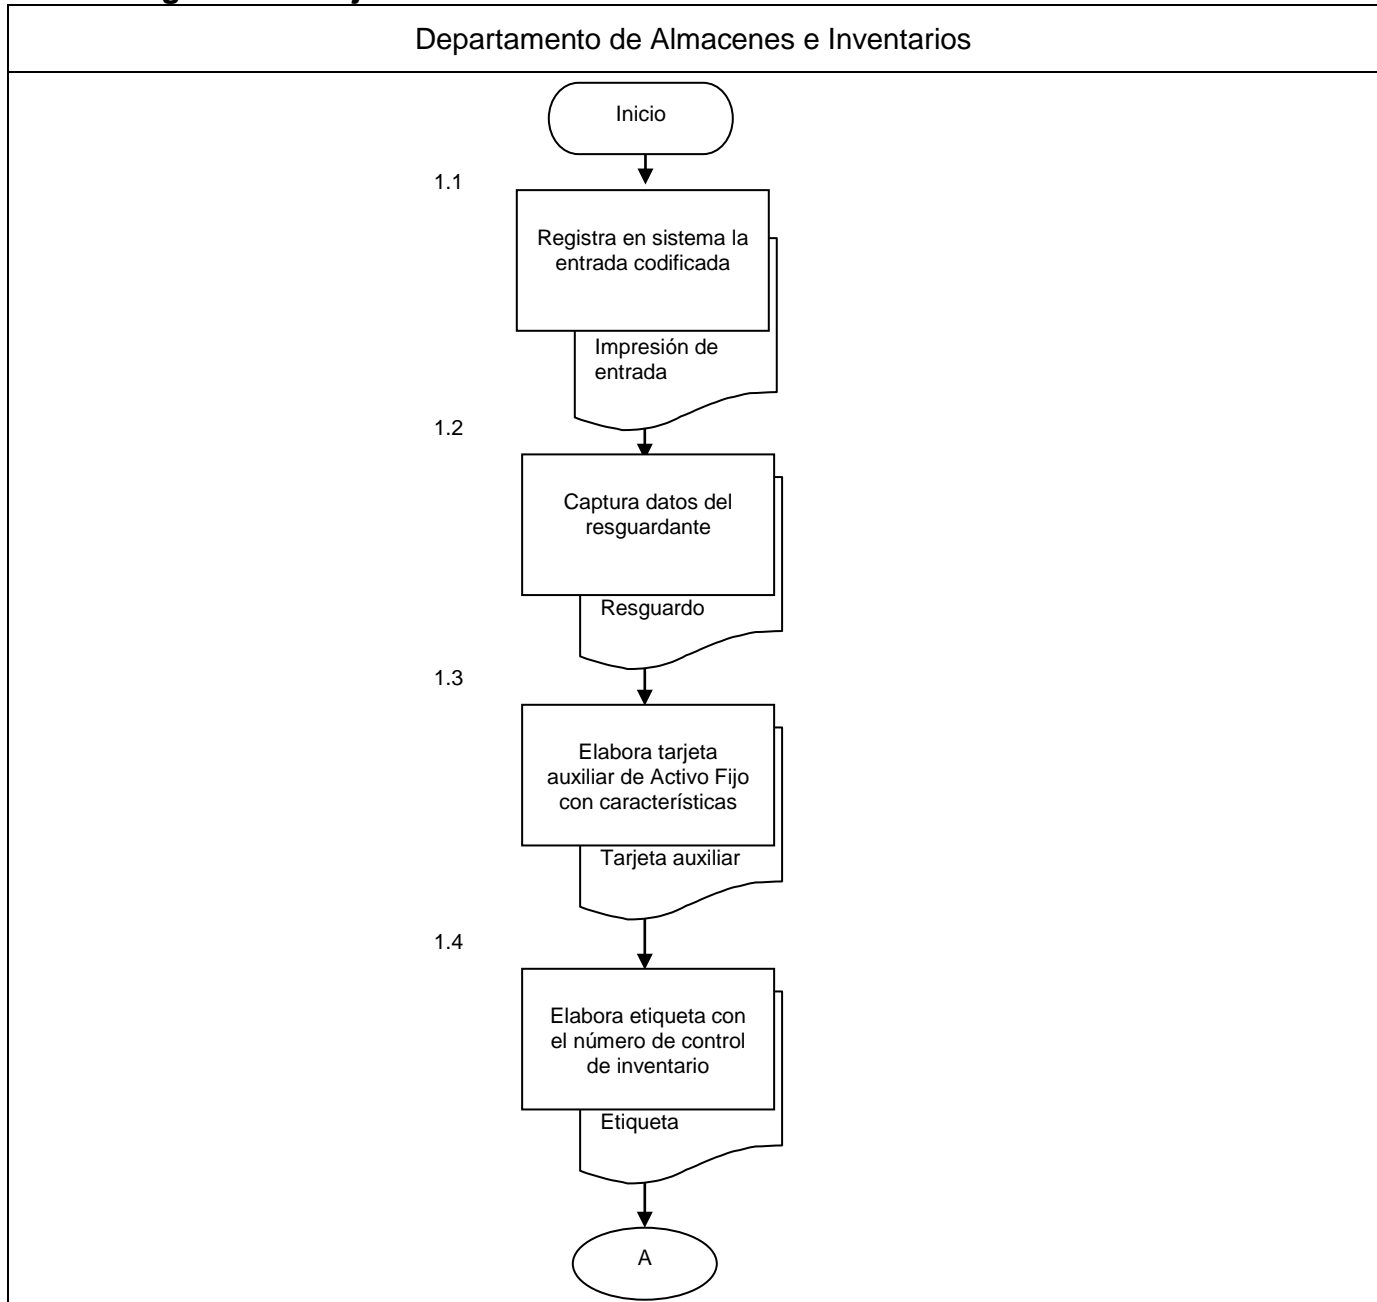 Departamento de Almacenes e Inventarios
Inicio
1.1
Registra en sistema la
entrada codificada
Impresión de
entrada
1.2
Captura datos del
resguardante
Resguardo
1.3
Elabora tarjeta
auxiliar de Activo Fijo
con características
Tarjeta auxiliar
1.4
Elabora etiqueta con
el número de control
de inventario
Etiqueta
A